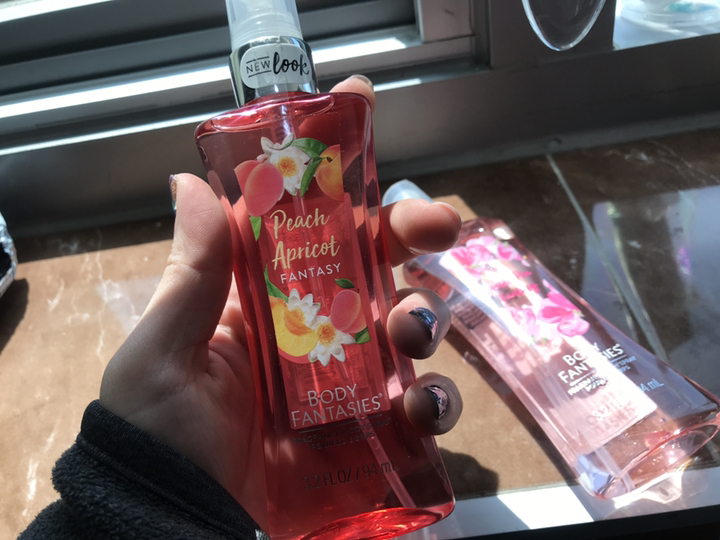 NEW look
Peach
Apricot
FANTASY
BODY
FANTASIES
BODY
FANTASIES